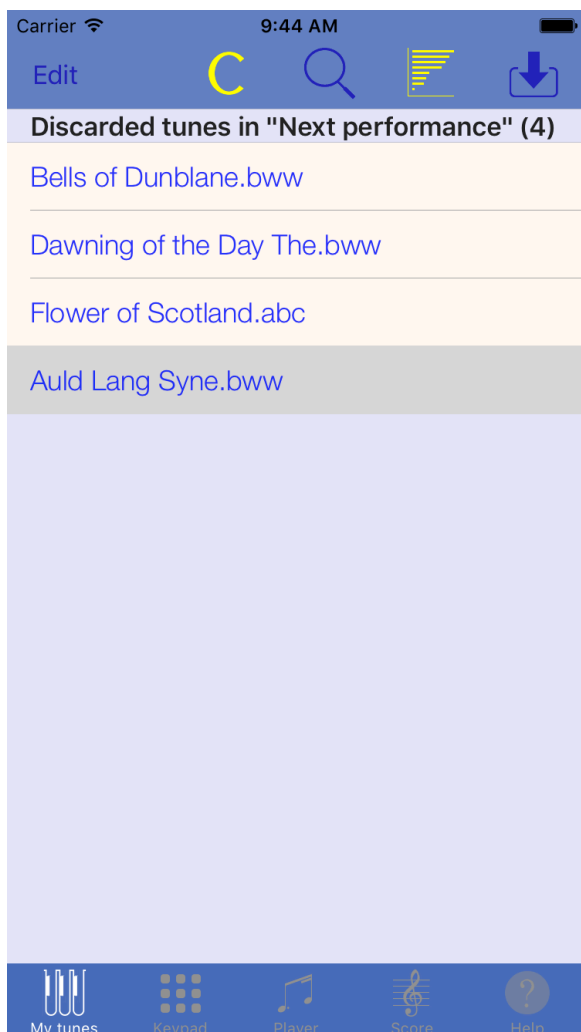 Carrier 9:44 AM
Edit C
Discarded tunes in "Next performance" (4)
Bells of Dunblane.bww
Dawning of the Day The.bww
Flower of Scotland.abc
Auld Lang Syne.bww
My tunes Keypad Player Score Help